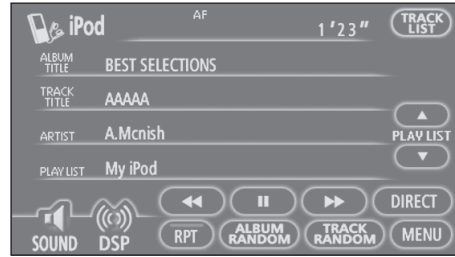 iPod AF 1'23" TRACK LIST
ALBUM TITLE BEST SELECTIONS
TRACK TITLE AAAAA
ARTIST A.Mcnish
PLAY LIST
PLAY LIST My iPod
DIRECT
SOUND DSP RPT ALBUM RANDOM TRACK RANDOM MENU